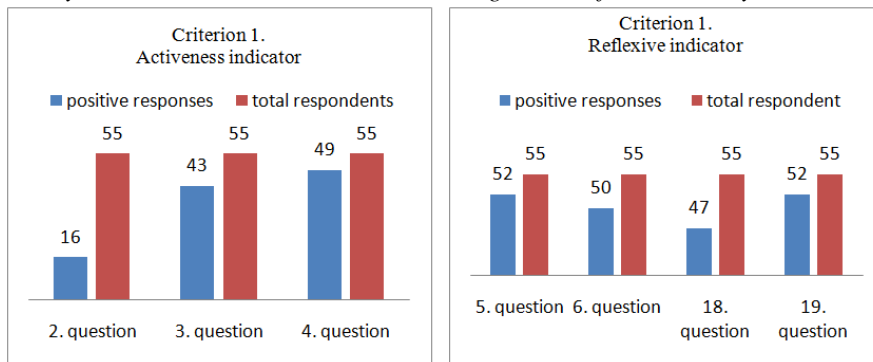 Criterion 1.
Activeness indicator
positive responses total respondents
55 55 55
43 49
16
2. question 3. question 4. question
Criterion 1.
Reflexive indicator
positive responses total respondent
52 55 50 55 47 55 52 55
5. question 6. question 18. question 19. question